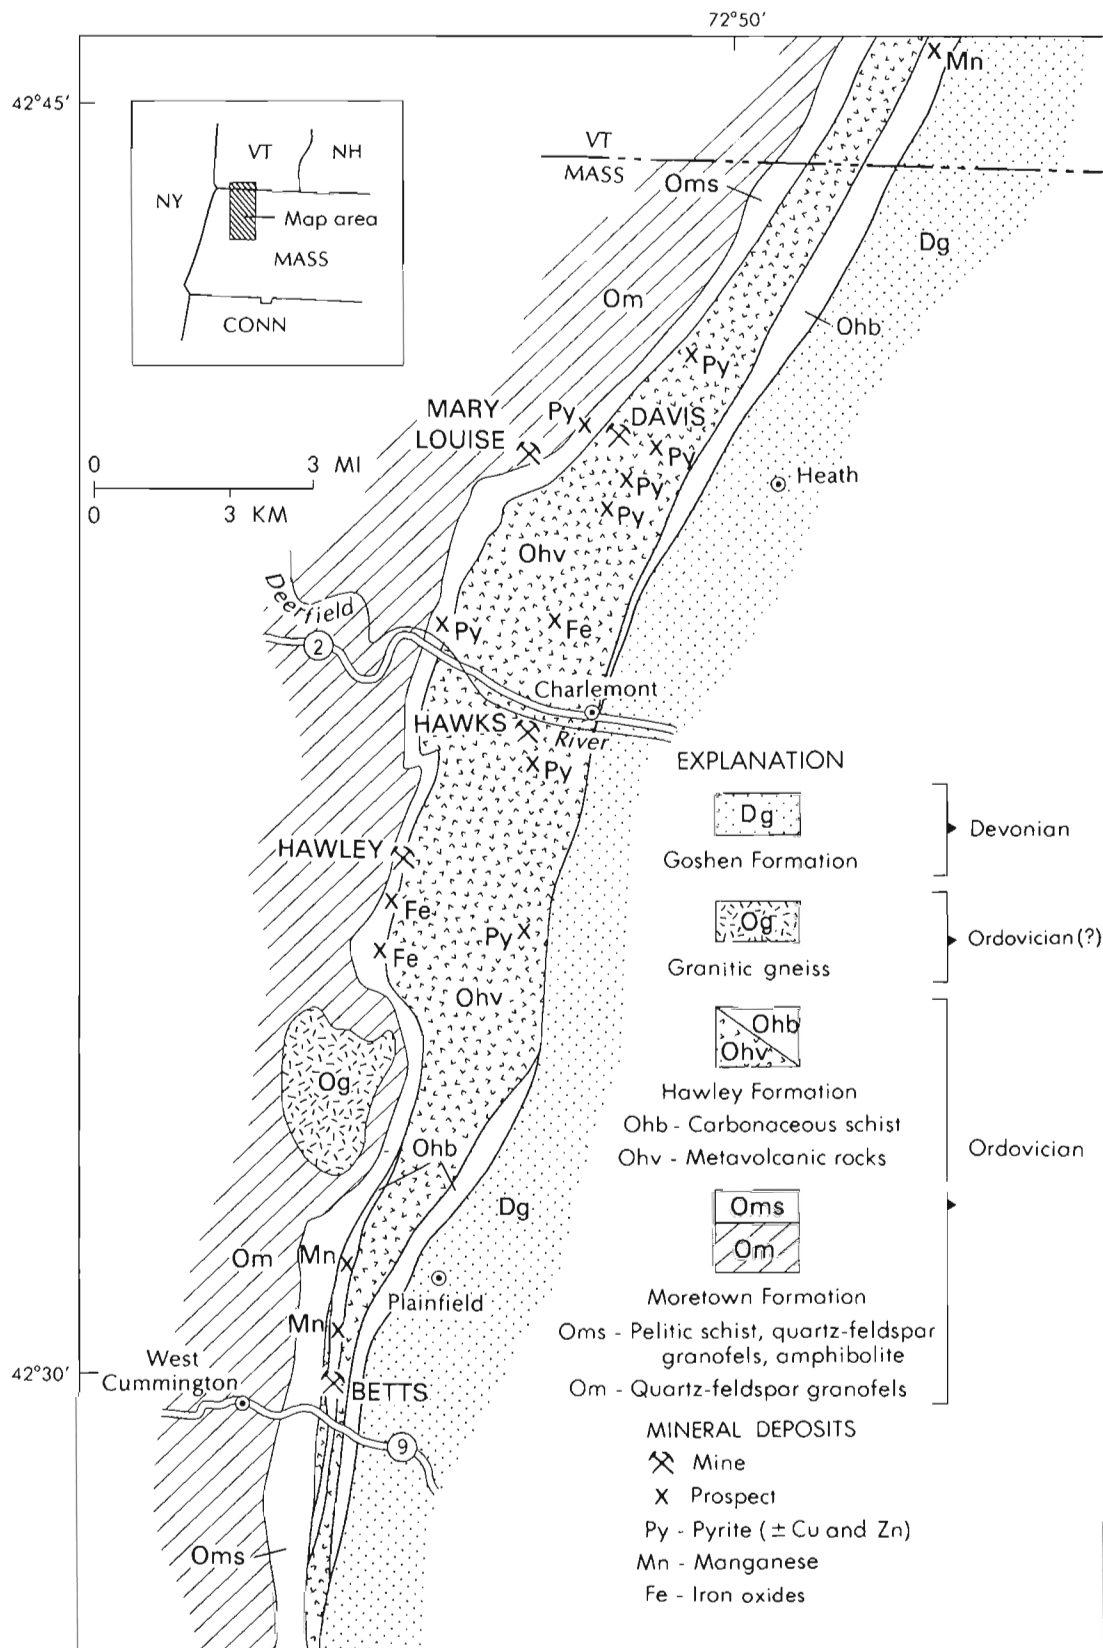 72°50'
42°45'
Mn
VT
NH
NY
Map area
MASS
CONN
VT
MASS
Oms
Dg
Om
Ohb
Py
MARY
LOUISE
Py
DAVIS
Py
Heath
0 3 MI
0 3 KM
Py
Py
Ohv
Deerfield
2
Py
Fe
Charlemont
HAWKS
River
Py
HAWLEY
Fe
Py
Fe
Ohv
Og
Ohb
Dg
Om
Mn
Plainfield
Mn
42°30'
West
Cummington
BETTS
9
Oms
EXPLANATION
Dg
Goshen Formation
Devonian
Og
Granitic gneiss
Ordovician(?)
Ohb
Ohv
Hawley Formation
Ohb - Carbonaceous schist
Ohv - Metavolcanic rocks
Ordovician
Oms
Om
Moretown Formation
Oms - Pelitic schist, quartz-feldspar
granofels, amphibolite
Om - Quartz-feldspar granofels
MINERAL DEPOSITS
Mine
X Prospect
Py - Pyrite (± Cu and Zn)
Mn - Manganese
Fe - Iron oxides